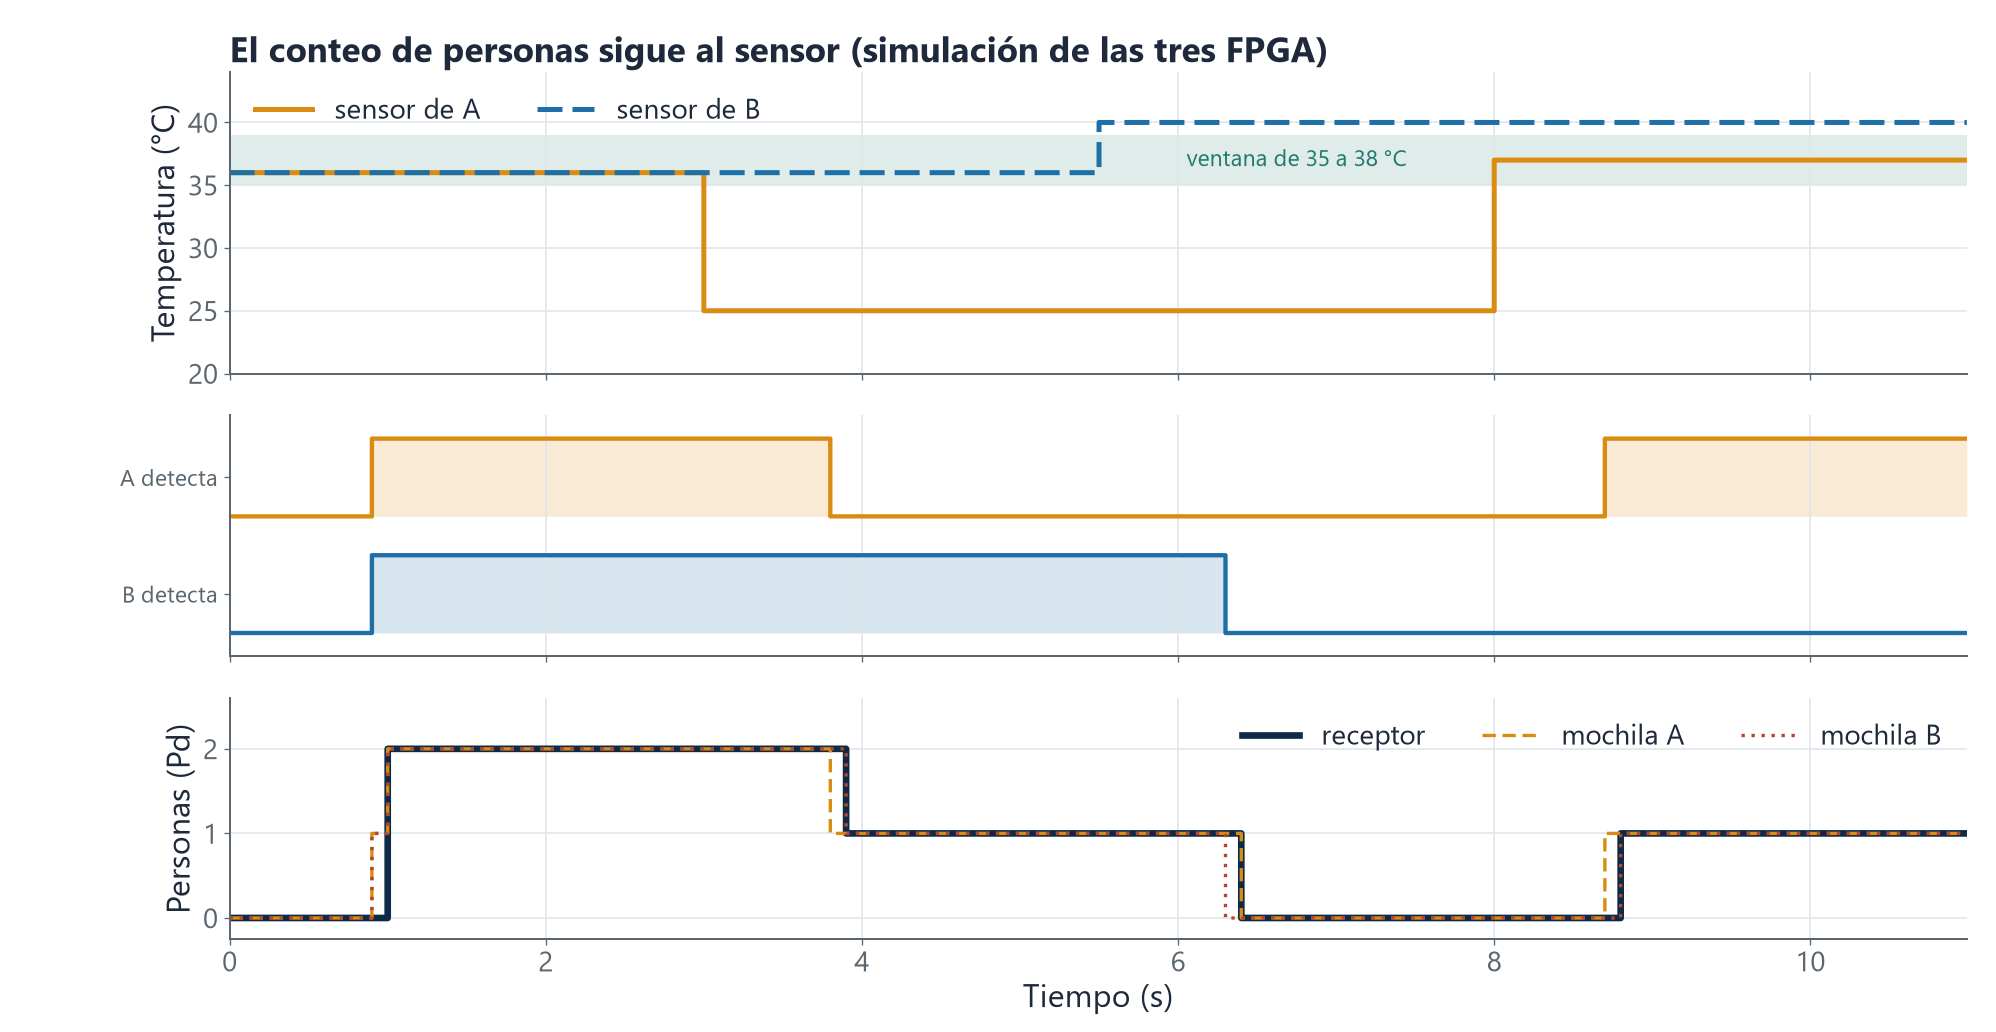 El conteo de personas sigue al sensor (simulación de las tres FPGA)
sensor de A
sensor de B
Temperatura (°C)
40
35
30
25
20
ventana de 35 a 38 °C
A detecta
B detecta
receptor
mochila A
mochila B
Personas (Pd)
2
1
0
0
2
4
6
8
10
Tiempo (s)